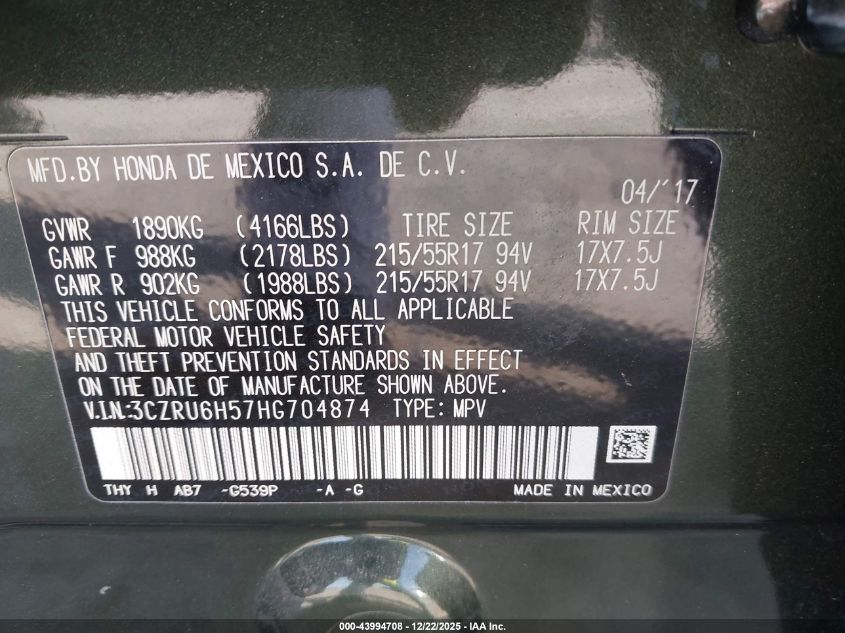 MFD.BY HONDA DE MEXICO S.A. DE C.V.
04/'17
GVWR 1890KG (4166LBS) TIRE SIZE RIM SIZE
GAWR F 988KG (2178LBS) 215/55R17 94V 17X7.5J
GAWR R 902KG (1988LBS) 215/55R17 94V 17X7.5J
THIS VEHICLE CONFORMS TO ALL APPLICABLE
FEDERAL MOTOR VEHICLE SAFETY
AND THEFT PREVENTION STANDARDS IN EFFECT
ON THE DATE OF MANUFACTURE SHOWN ABOVE.
V.I.N.:3CZRU6H57HG704874 TYPE: MPV
THY H AB7 -G539P -A -G MADE IN MEXICO
000-43994708 - 12/22/2025 - IAA Inc.